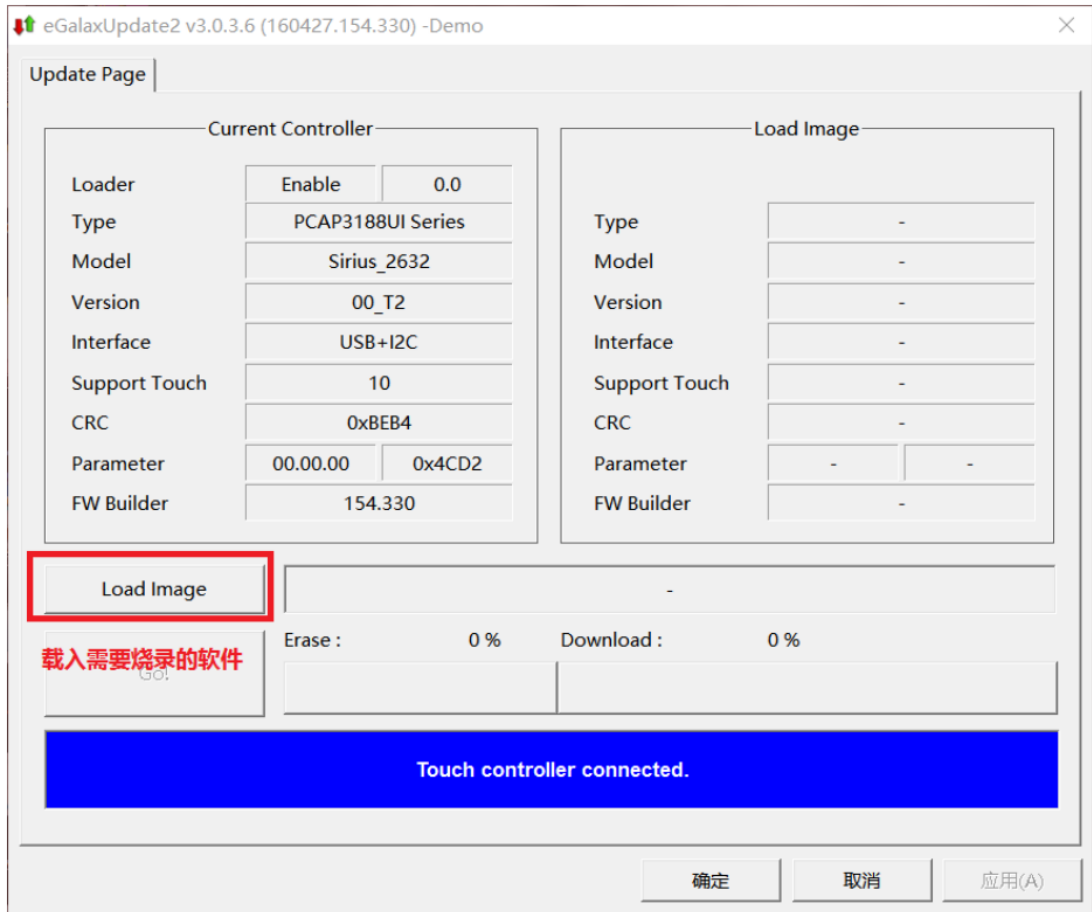 eGalaxUpdate2 v3.0.3.6 (160427.154.330) -Demo
Update Page
Current Controller
Loader Enable 0.0
Type PCAP3188UI Series
Model Sirius_2632
Version 00_T2
Interface USB+I2C
Support Touch 10
CRC 0xBEB4
Parameter 00.00.00 0x4CD2
FW Builder 154.330
Load Image
Type -
Model -
Version -
Interface -
Support Touch -
CRC -
Parameter - -
FW Builder -
Load Image -
Erase : 0 % Download : 0 %
载入需要烧录的软件
Go!
Touch controller connected.
确定 取消 应用(A)